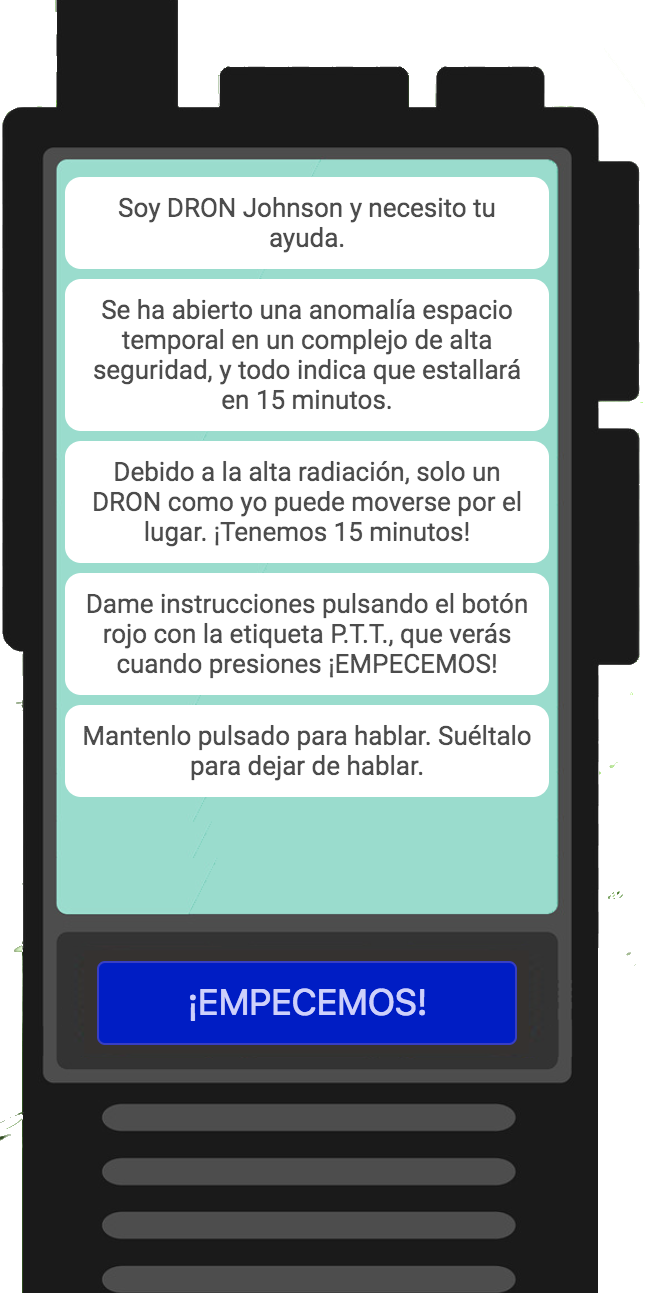 Soy DRON Johnson y necesito tu
ayuda.
Se ha abierto una anomalía espacio
temporal en un complejo de alta
seguridad, y todo indica que estallará
en 15 minutos.
Debido a la alta radiación, solo un
DRON como yo puede moverse por el
lugar. ¡Tenemos 15 minutos!
Dame instrucciones pulsando el botón
rojo con la etiqueta P.T.T., que verás
cuando presiones ¡EMPECEMOS!
Mantenlo pulsado para hablar. Suéltalo
para dejar de hablar.
¡EMPECEMOS!